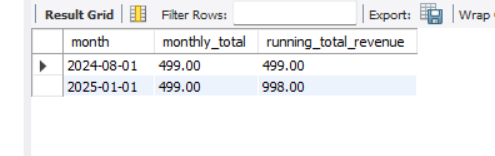 Result Grid Filter Rows: Export: Wrap
month monthly_total running_total_revenue
2024-08-01 499.00 499.00
2025-01-01 499.00 998.00